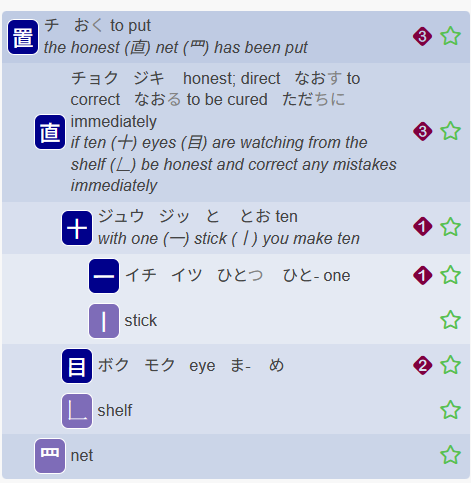 置 チ おく to put 3
the honest (直) net (罒) has been put
直 チョク ジキ honest; direct なおす to
correct なおる to be cured ただちに
immediately 3
if ten (十) eyes (目) are watching from the
shelf (𠃊) be honest and correct any mistakes
immediately
十 ジュウ ジッ と とお ten 1
with one (一) stick (丨) you make ten
一 イチ イツ ひとつ ひと- one 1
丨 stick
目 ボク モク eye ま- め 2
𠃊 shelf
罒 net